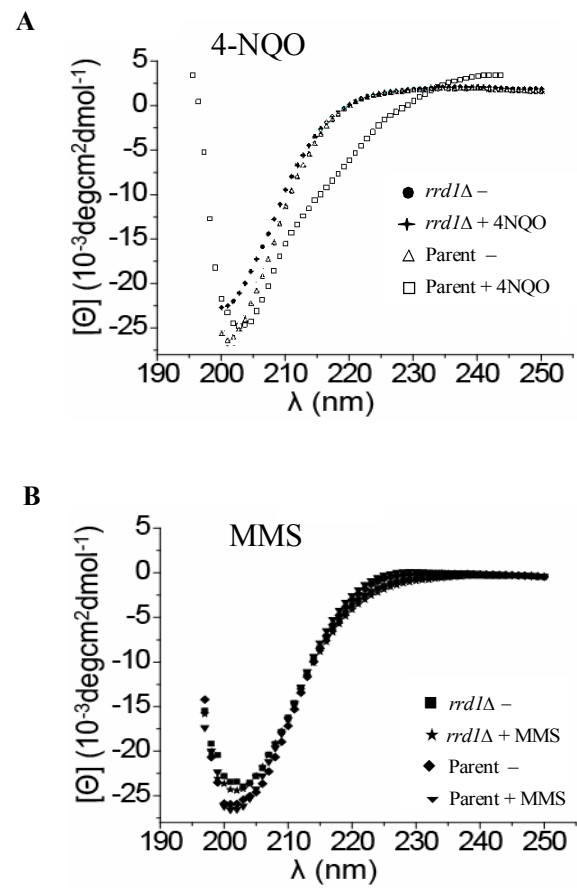 A
4-NQO
5
0
-5
-10
-15
-20
-25
[Θ] (10⁻³degcm²dmol⁻¹)
rrd1Δ –
rrd1Δ + 4NQO
Parent –
Parent + 4NQO
190 200 210 220 230 240 250
λ (nm)
B
MMS
5
0
-5
-10
-15
-20
-25
[Θ] (10⁻³degcm²dmol⁻¹)
rrd1Δ –
rrd1Δ + MMS
Parent –
Parent + MMS
190 200 210 220 230 240 250
λ (nm)